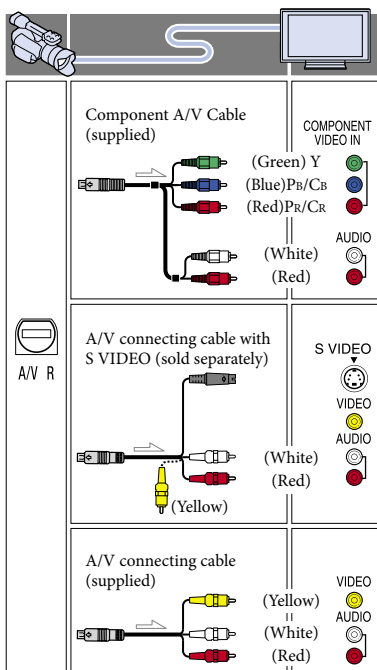 A/V R
Component A/V Cable
(supplied)
(Green) Y
(Blue)PB/CB
(Red)PR/CR
(White)
(Red)
COMPONENT
VIDEO IN
AUDIO
A/V connecting cable with
S VIDEO (sold separately)
(White)
(Red)
(Yellow)
S VIDEO
VIDEO
AUDIO
A/V connecting cable
(supplied)
(Yellow)
(White)
(Red)
VIDEO
AUDIO